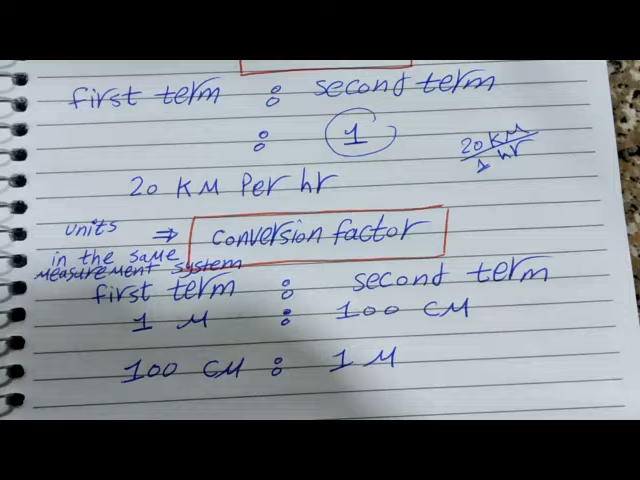 first term : second term
: 1
20 KM
1 hr
20 KM Per hr
units ⇒ conversion factor
in the same
measurement system
first term : second term
1 M : 100 CM
100 CM : 1 M